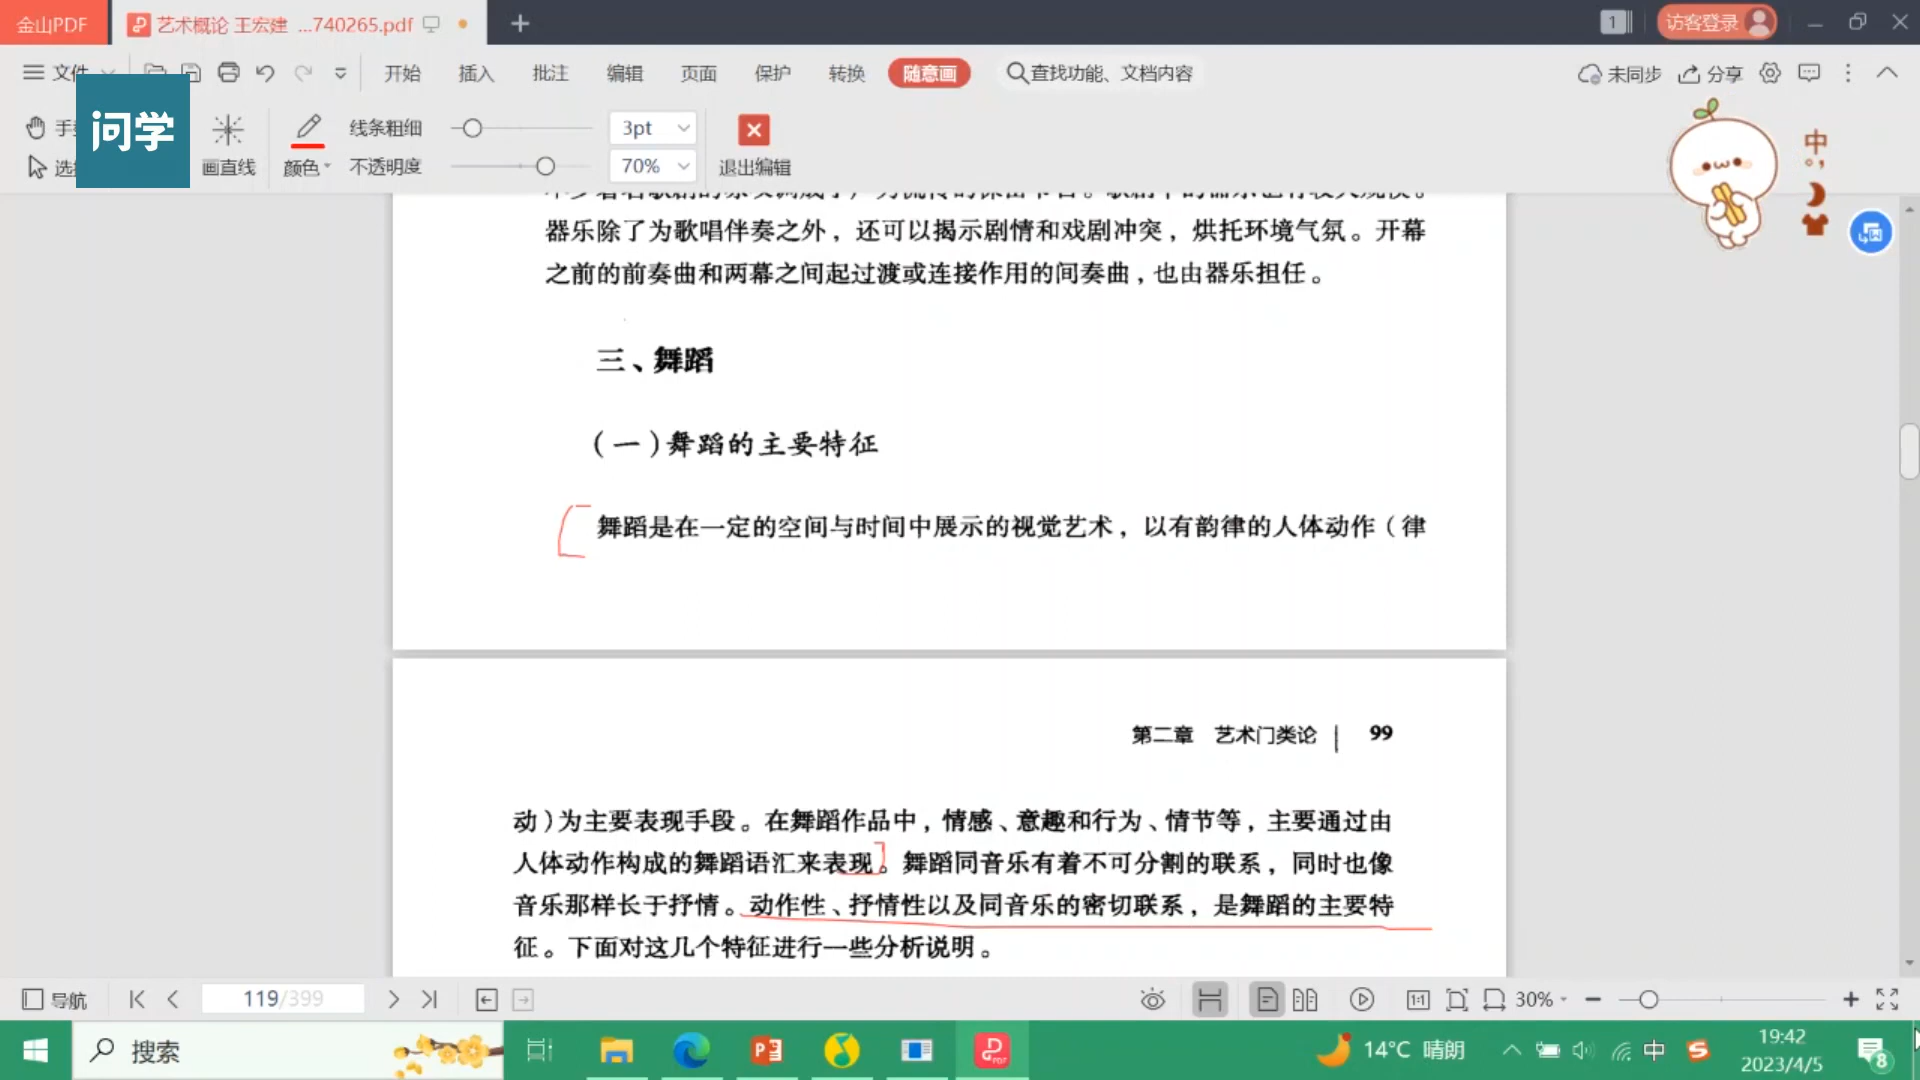 金山PDF
艺术概论 王宏建 ...740265.pdf
1
访客登录
文件
开始
插入
批注
编辑
页面
保护
转换
随意画
查找功能、文档内容
未同步
分享
问学
画直线
颜色
线条粗细
3pt
不透明度
70%
退出编辑
中
器乐除了为歌唱伴奏之外，还可以揭示剧情和戏剧冲突，烘托环境气氛。开幕
之前的前奏曲和两幕之间起过渡或连接作用的间奏曲，也由器乐担任。
三、舞蹈
（一）舞蹈的主要特征
舞蹈是在一定的空间与时间中展示的视觉艺术，以有韵律的人体动作（律
第二章 艺术门类论 | 99
动）为主要表现手段。在舞蹈作品中，情感、意趣和行为、情节等，主要通过由
人体动作构成的舞蹈语汇来表现。舞蹈同音乐有着不可分割的联系，同时也像
音乐那样长于抒情。动作性、抒情性以及同音乐的密切联系，是舞蹈的主要特
征。下面对这几个特征进行一些分析说明。
导航
119/399
1:1
30%
搜索
14°C 晴朗
中
19:42
2023/4/5
8